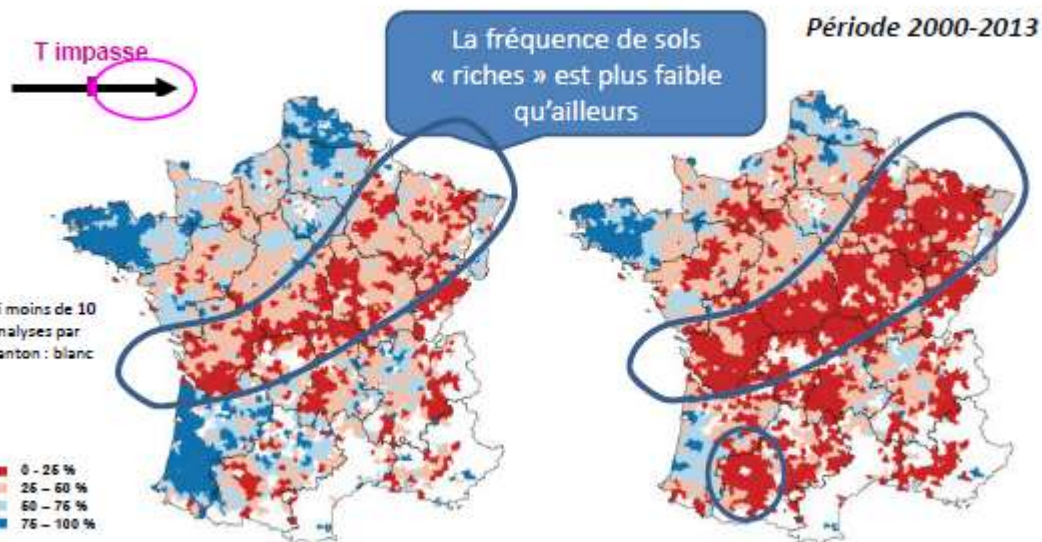 T impasse
La fréquence de sols
« riches » est plus faible
qu'ailleurs
Période 2000-2013
i moins de 10
nalyses par
anton : blanc
0 - 25 %
25 – 50 %
50 – 75 %
75 – 100 %